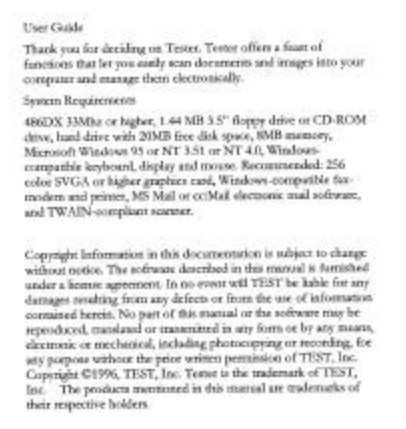 User Guide
Thank you for deciding on Tester. Tester offers a feast of
functions that let you easily scan documents and images into your
computer and manage them electronically.
System Requirements
486DX 33Mhz or higher, 1.44 MB 3.5" floppy drive or CD-ROM
drive, hard drive with 20MB free disk space, 8MB memory,
Microsoft Windows 95 or NT 3.51 or NT 4.0, Windows-
compatible keyboard, display and mouse. Recommended: 256
color SVGA or higher graphics card, Windows-compatible fax-
modem and printer, MS Mail or cc:Mail electronic mail software,
and TWAIN-compliant scanner.
Copyright Information in this documentation is subject to change
without notice. The software described in this manual is furnished
under a license agreement. In no event will TEST be liable for any
damages resulting from any defects or from the use of information
contained herein. No part of this manual or the software may be
reproduced, translated or transmitted in any form or by any means,
electronic or mechanical, including photocopying or recording, for
any purpose without the prior written permission of TEST, Inc.
Copyright ©1996, TEST, Inc. Tester is the trademark of TEST,
Inc. The products mentioned in this manual are trademarks of
their respective holders.